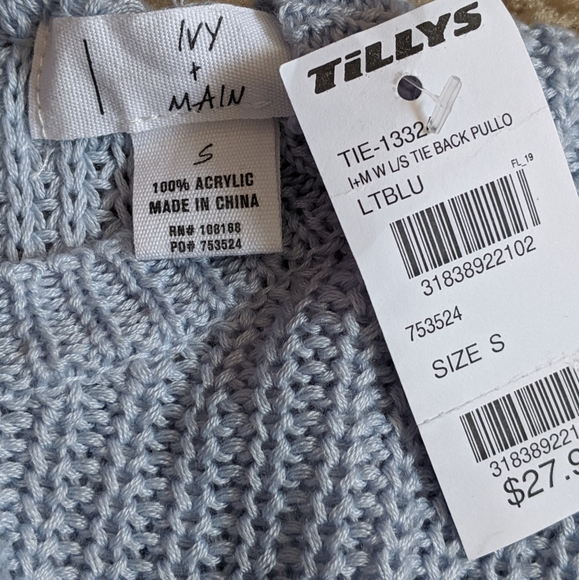 IVY
+
MAIN
S
100% ACRYLIC
MADE IN CHINA
RN# 108168
PO# 753524
TiLLYS
TIE-1332
I+M W L/S TIE BACK PULLO
LTBLU
FL_19
31838922102
753524
SIZE S
318389221
$27.9